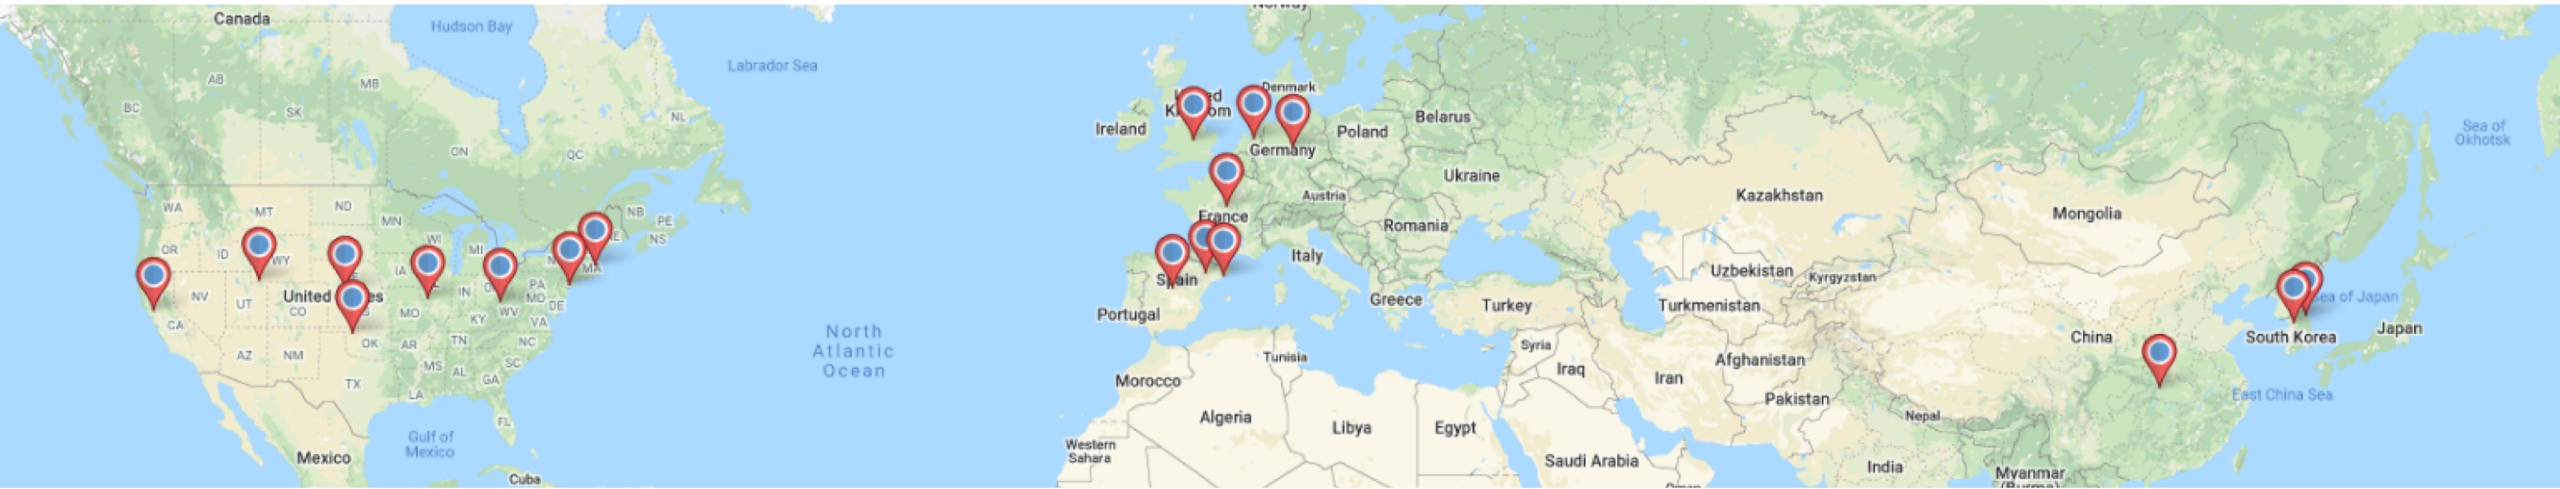 Canada
Hudson Bay
Labrador Sea
AB
MB
BC
SK
NL
ON
QC
WA
MT
ND
MN
NB
PE
NS
OR
ID
WY
WI
MI
IA
MA
NV
UT
United
CO
IN
PA
MD
DE
CA
MO
KY
WV
VA
AZ
NM
OK
AR
TN
NC
MS
AL
SC
GA
TX
LA
FL
Gulf of
Mexico
Mexico
Cuba
North
Atlantic
Ocean
Norway
Denmark
Ireland
Poland
Belarus
Germany
Ukraine
Austria
France
Romania
Italy
Spain
Portugal
Greece
Turkey
Tunisia
Syria
Morocco
Iraq
Iran
Algeria
Libya
Egypt
Western
Sahara
Saudi Arabia
Kazakhstan
Mongolia
Uzbekistan
Kyrgyzstan
Turkmenistan
Afghanistan
Pakistan
Nepal
India
Myanmar
(Burma)
China
South Korea
Sea of Japan
Japan
East China Sea
Sea of
Okhotsk